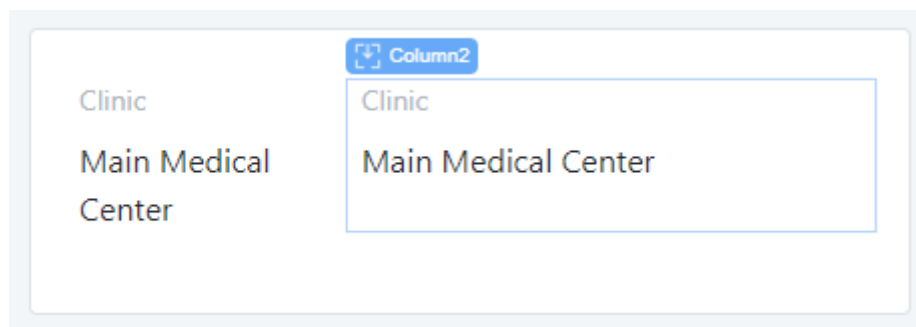 Column2
Clinic
Main Medical
Center
Clinic
Main Medical Center